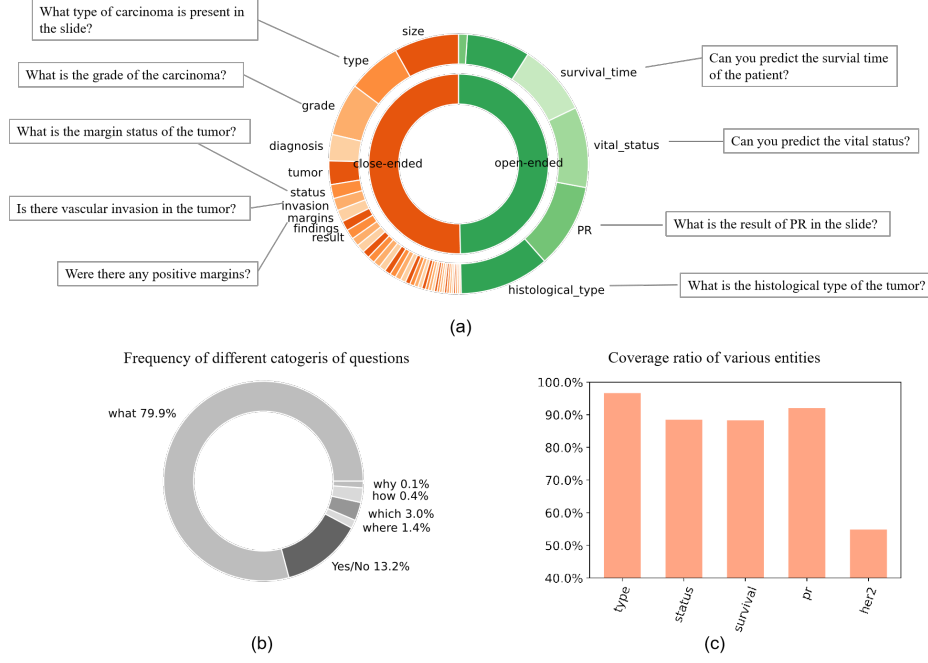 What type of carcinoma is present in
the slide?
What is the grade of the carcinoma?
What is the margin status of the tumor?
Is there vascular invasion in the tumor?
Were there any positive margins?
size
type
grade
diagnosis
tumor
status
invasion
margins
findings
result
close-ended
open-ended
survival_time
vital_status
PR
histological_type
Can you predict the survial time
of the patient?
Can you predict the vital status?
What is the result of PR in the slide?
What is the histological type of the tumor?
(a)
Frequency of different catogeris of questions
what 79.9%
why 0.1%
how 0.4%
which 3.0%
where 1.4%
Yes/No 13.2%
(b)
Coverage ratio of various entities
100.0%
90.0%
80.0%
70.0%
60.0%
50.0%
40.0%
type
status
survival
pr
her2
(c)